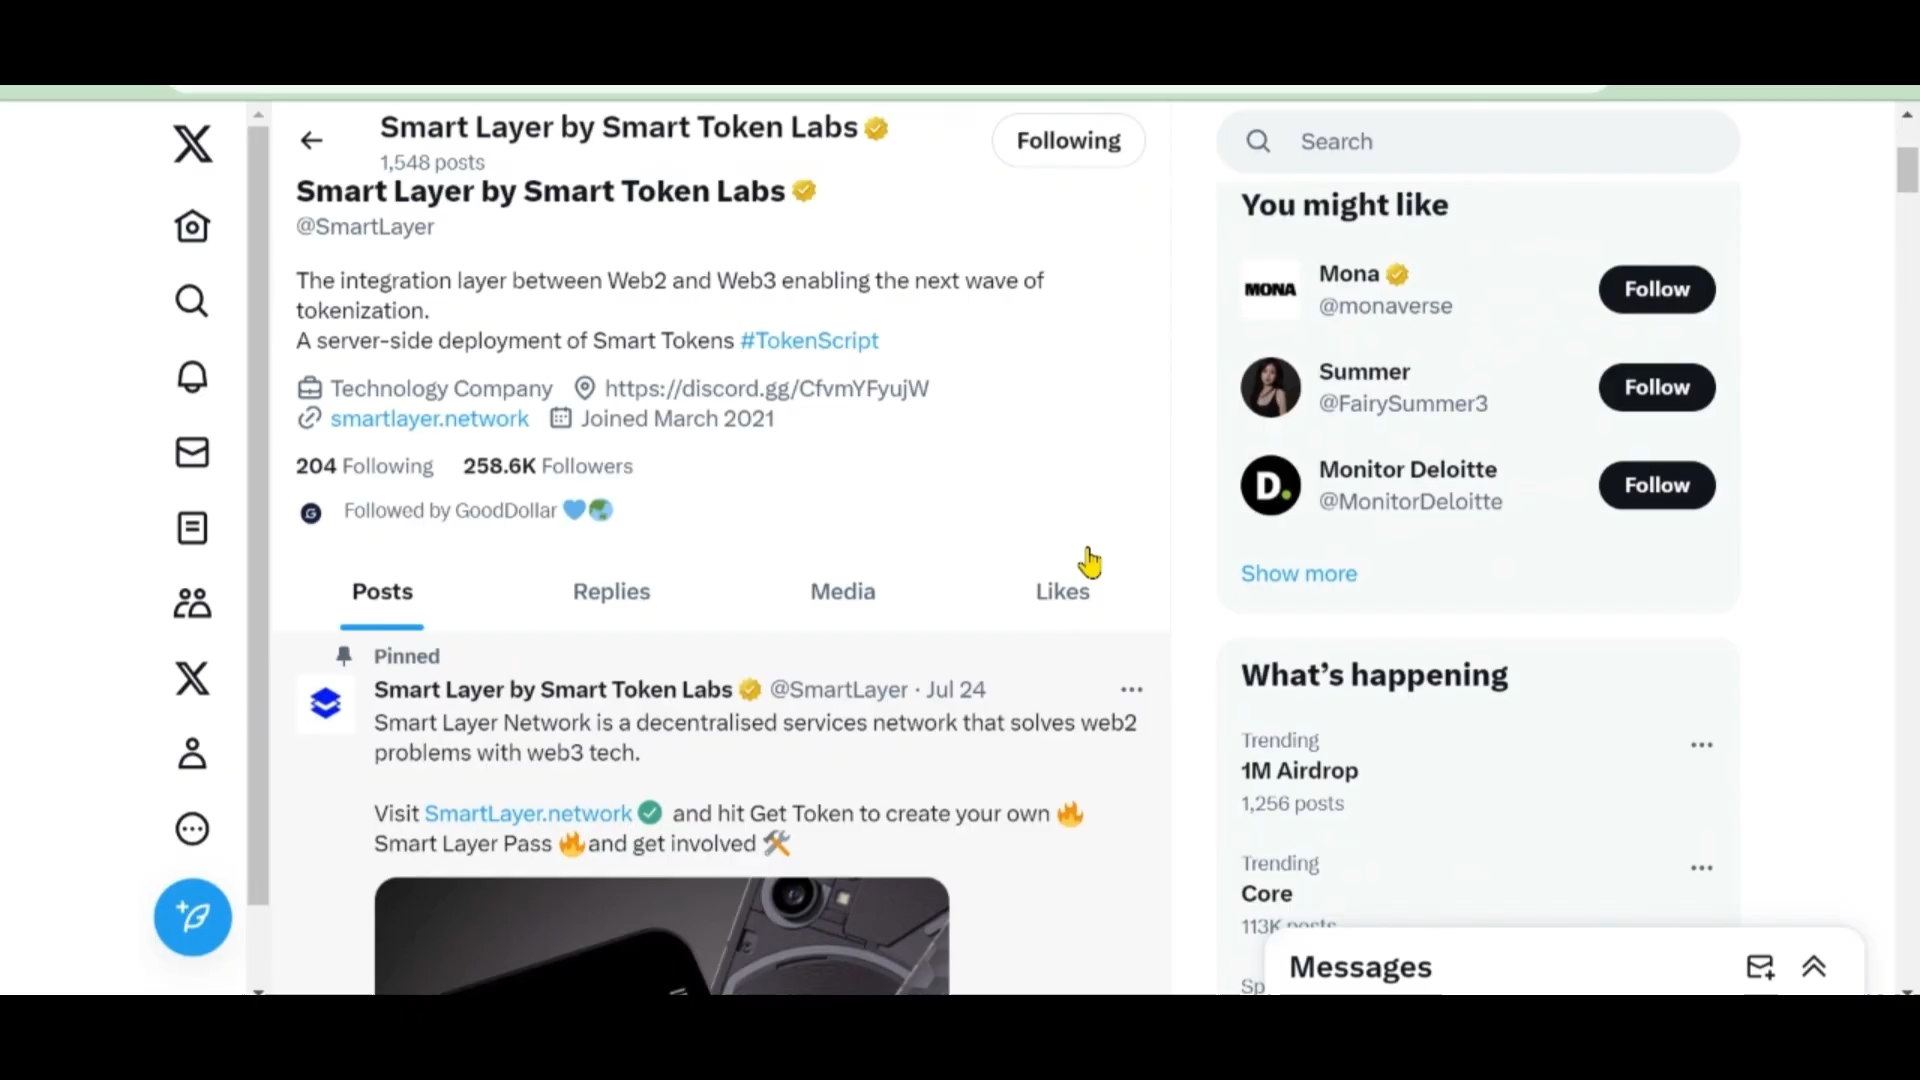 Smart Layer by Smart Token Labs
1,548 posts
Following
Smart Layer by Smart Token Labs
@SmartLayer
The integration layer between Web2 and Web3 enabling the next wave of
tokenization.
A server-side deployment of Smart Tokens #TokenScript
Technology Company https://discord.gg/CfvmYFyujW
smartlayer.network Joined March 2021
204 Following 258.6K Followers
Followed by GoodDollar 💙🌏
Posts Replies Media Likes
Pinned
Smart Layer by Smart Token Labs @SmartLayer · Jul 24
Smart Layer Network is a decentralised services network that solves web2
problems with web3 tech.
Visit SmartLayer.network and hit Get Token to create your own 🔥
Smart Layer Pass 🔥and get involved 🛠️
Search
You might like
MONA
Mona
@monaverse
Follow
Summer
@FairySummer3
Follow
D.
Monitor Deloitte
@MonitorDeloitte
Follow
Show more
What's happening
Trending
1M Airdrop
1,256 posts
Trending
Core
113K posts
Sp
Messages